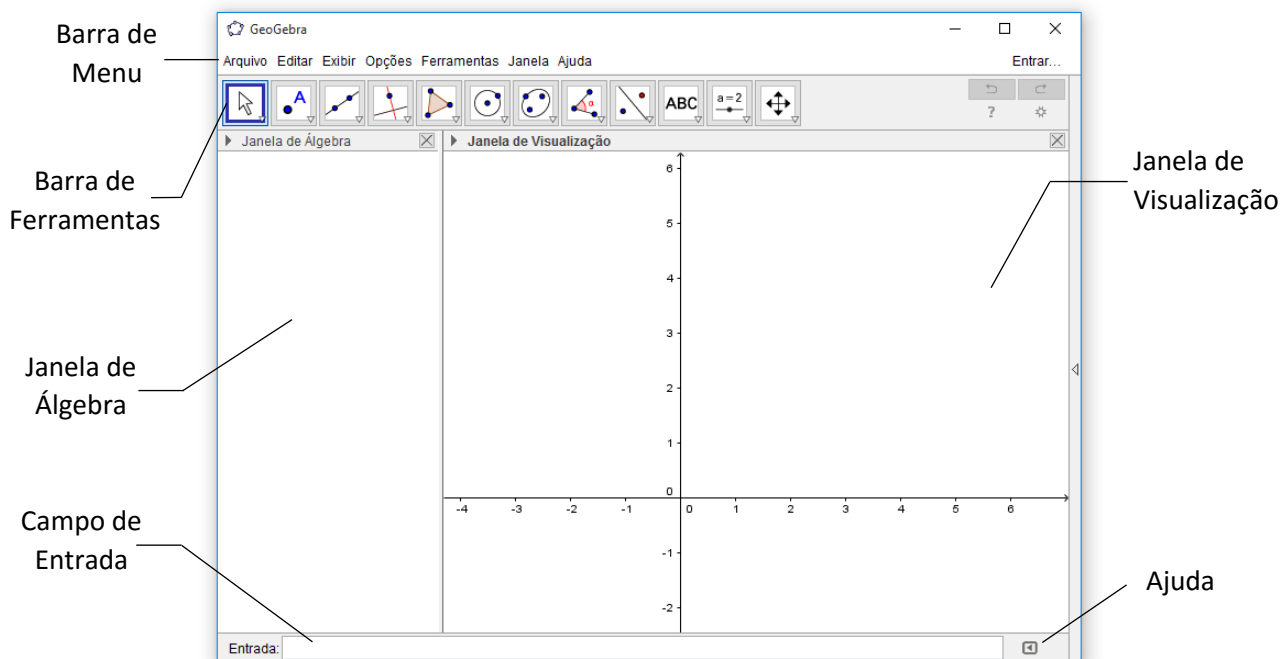 Barra de
Menu
Barra de
Ferramentas
Janela de
Álgebra
Campo de
Entrada
GeoGebra
Arquivo Editar Exibir Opções Ferramentas Janela Ajuda
Entrar...
A
α
ABC
a=2
?
Janela de Álgebra
Janela de Visualização
6
5
4
3
2
1
0
-4 -3 -2 -1 0 1 2 3 4 5 6
-1
-2
Entrada:
Janela de
Visualização
Ajuda